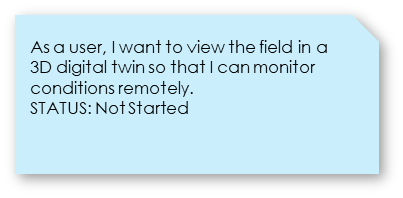 As a user, I want to view the field in a
3D digital twin so that I can monitor
conditions remotely.
STATUS: Not Started